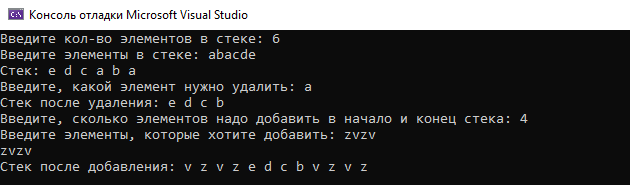 Консоль отладки Microsoft Visual Studio
Введите кол-во элементов в стеке: 6
Введите элементы в стеке: abacde
Стек: e d c a b a
Введите, какой элемент нужно удалить: a
Стек после удаления: e d c b
Введите, сколько элементов надо добавить в начало и конец стека: 4
Введите элементы, которые хотите добавить: zvzv
zvzv
Стек после добавления: v z v z e d c b v z v z